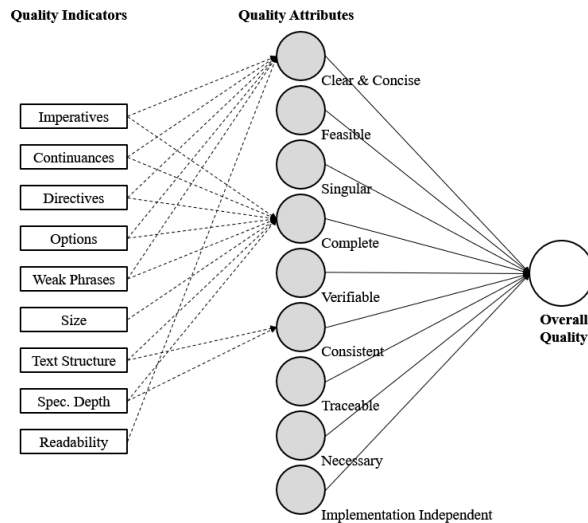 Quality Indicators
Quality Attributes
Clear & Concise
Imperatives
Feasible
Continuances
Singular
Directives
Options
Complete
Weak Phrases
Verifiable
Size
Overall
Quality
Text Structure
Consistent
Spec. Depth
Traceable
Readability
Necessary
Implementation Independent